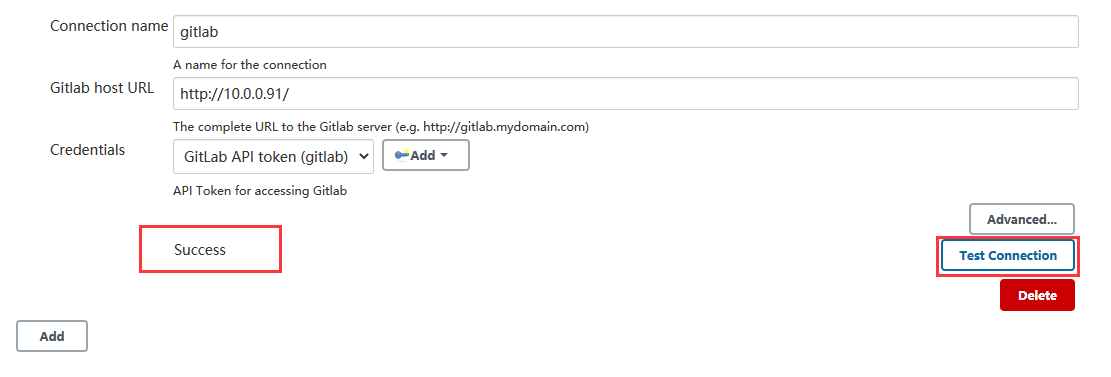 Connection name
gitlab
A name for the connection
Gitlab host URL
http://10.0.0.91/
The complete URL to the Gitlab server (e.g. http://gitlab.mydomain.com)
Credentials
GitLab API token (gitlab)
Add
API Token for accessing Gitlab
Advanced...
Success
Test Connection
Delete
Add